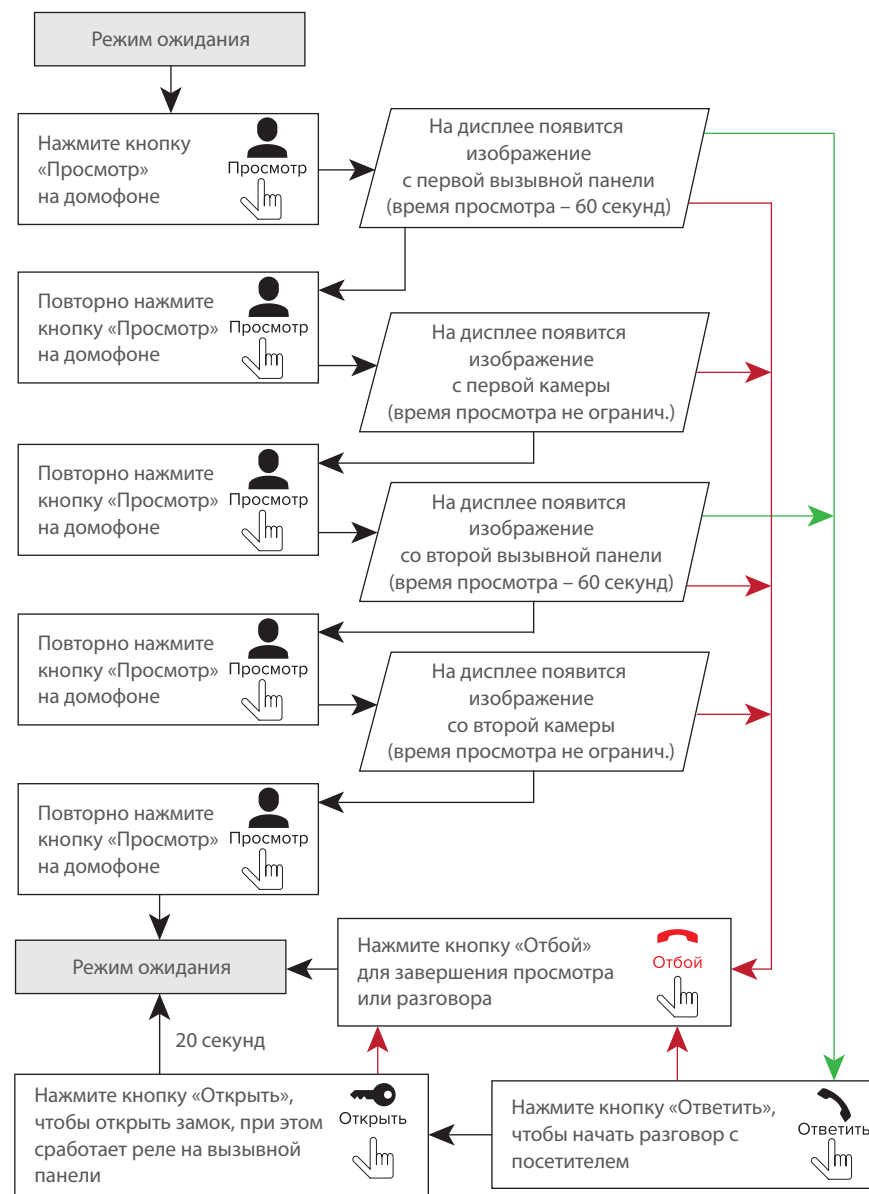 Режим ожидания
Нажмите кнопку
«Просмотр»
на домофоне
Просмотр
На дисплее появится
изображение
с первой вызывной панели
(время просмотра – 60 секунд)
Повторно нажмите
кнопку «Просмотр»
на домофоне
Просмотр
На дисплее появится
изображение
с первой камеры
(время просмотра не огранич.)
Повторно нажмите
кнопку «Просмотр»
на домофоне
Просмотр
На дисплее появится
изображение
со второй вызывной панели
(время просмотра – 60 секунд)
Повторно нажмите
кнопку «Просмотр»
на домофоне
Просмотр
На дисплее появится
изображение
со второй камеры
(время просмотра не огранич.)
Повторно нажмите
кнопку «Просмотр»
на домофоне
Просмотр
Режим ожидания
Нажмите кнопку «Отбой»
для завершения просмотра
или разговора
Отбой
20 секунд
Нажмите кнопку «Открыть»,
чтобы открыть замок, при этом
сработает реле на вызывной
панели
Открыть
Нажмите кнопку «Ответить»,
чтобы начать разговор с
посетителем
Ответить